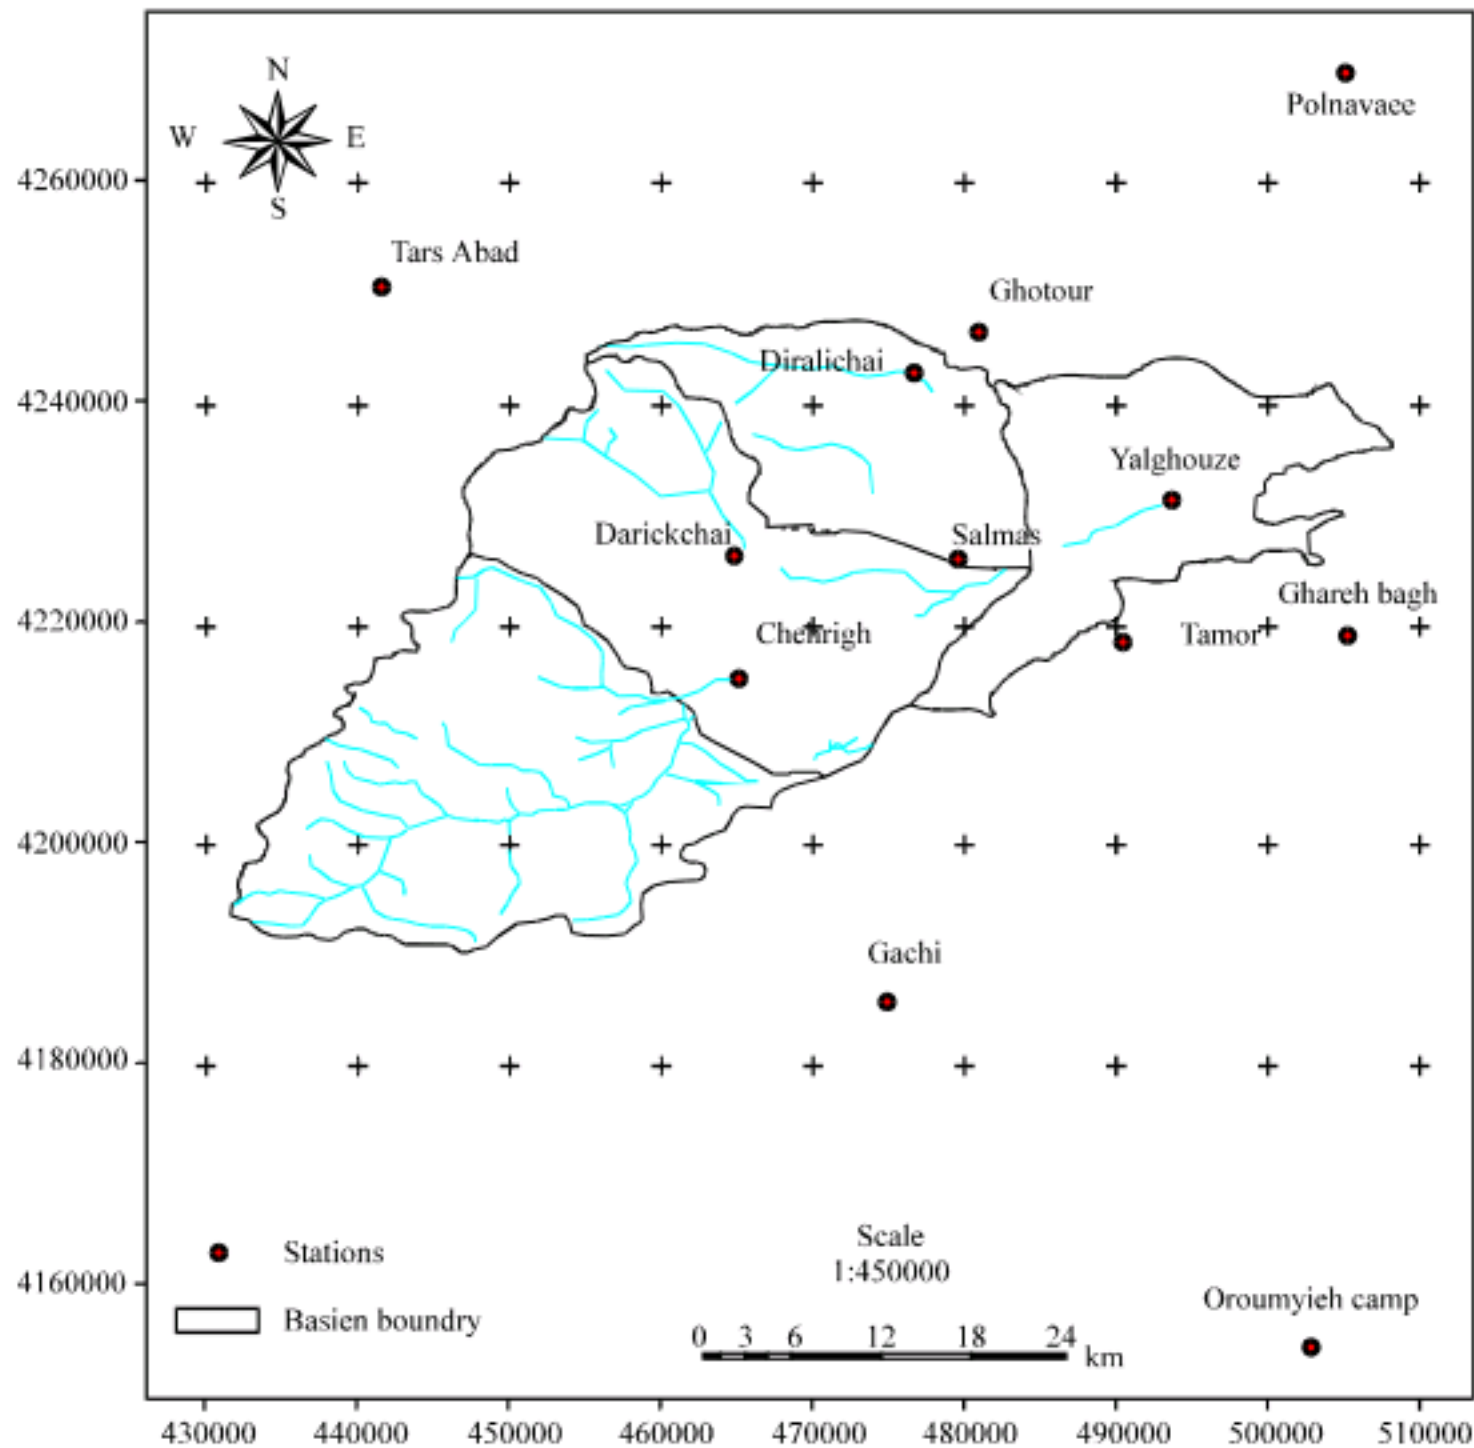 N
Polnavaee
W
E
4260000
S
Tars Abad
Ghotour
Diralichai
4240000
Yalghouze
Darickchai
Salmas
Ghareh bagh
4220000
Chehrigh
Tamor
4200000
Gachi
4180000
Scale
Stations
1:450000
4160000
Oroumyieh camp
Basien boundry
0 3 6 12 18 24
km
430000 440000 450000 460000 470000 480000 490000 500000 510000